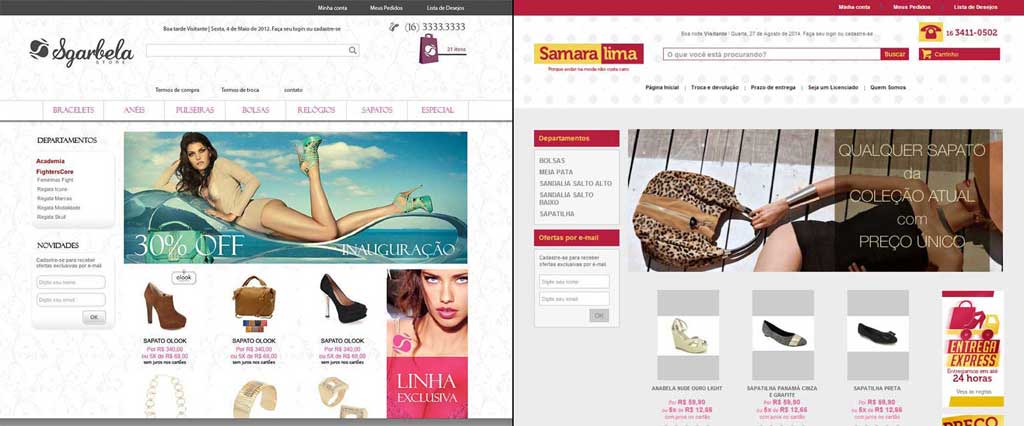 Minha conta Meus Pedidos Lista de Desejos
Boa tarde Visitante | Sexta, 4 de Maio de 2012. Faça seu login ou cadastre-se
(16) 3333.3333
Sgarbela
STORE
21 itens
Termos de compra Termos de troca contato
BRACELETS ANÉIS PULSEIRAS BOLSAS RELÓGIOS SAPATOS ESPECIAL
DEPARTAMENTOS
Academia
FightersCore
Femininas Fight
Regata Icone
Regata Marcas
Regata Modalidade
Regata Skull
NOVIDADES
Cadastre-se para receber
ofertas exclusivas por e-mail
Digite seu nome
Digite seu email
OK
30% OFF
INAUGURAÇÃO
olook
SAPATO OLOOK
Por R$ 340,00
ou 5X de R$ 68,00
sem juros nos cartões
SAPATO OLOOK
Por R$ 340,00
ou 5X de R$ 68,00
sem juros nos cartões
SAPATO OLOOK
Por R$ 340,00
ou 5X de R$ 68,00
sem juros nos cartões
LINHA
EXCLUSIVA
Minha conta Meus Pedidos Lista de Desejos
Boa noite Visitante | Quarta, 27 de Agosto de 2014. Faça seu login ou cadastre-se
16 3411-0502
Samara lima
Porque andar na moda não custa caro.
O que você está procurando?
Buscar
Carrinho
Página Inicial | Troca e devolução | Prazo de entrega | Seja um Licenciado | Quem Somos
Departamentos
BOLSAS
MEIA PATA
SANDALIA SALTO ALTO
SANDALIA SALTO
BAIXO
SAPATILHA
Ofertas por e-mail
Cadastre-se para receber
ofertas exclusivas por e-mail
Digite seu nome
Digite seu email
OK
QUALQUER SAPATO
da
COLEÇÃO ATUAL
com
PREÇO ÚNICO
ANABELA NUDE OURO LIGHT
Por R$ 59,90
ou 5x de R$ 12,66
sem juros nos cartões
SAPATILHA PANAMÁ CINZA
E GRAFITE
Por R$ 59,90
ou 5x de R$ 12,66
SAPATILHA PRETA
Por R$ 59,90
ou 5x de R$ 12,66
sem juros nos cartões
ENTREGA
EXPRESS
Entregamos em até
24 horas
Veja as regras
PREÇO